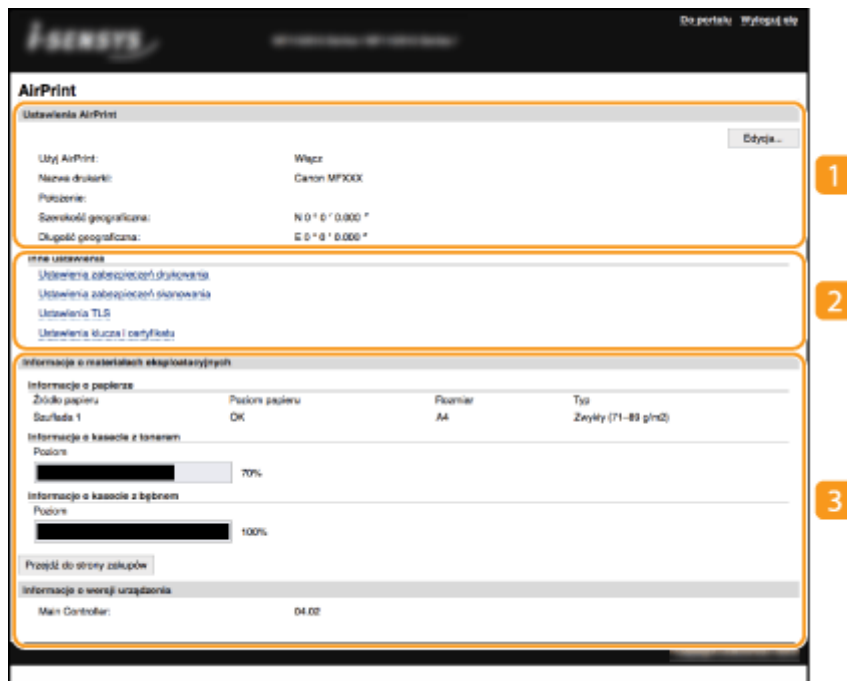 i-SENSYS
Do portalu Wyloguj się
AirPrint
Ustawienia AirPrint
Edycja...
Użyj AirPrint: Włącz
Nazwa drukarki: Canon MFXXX
Położenie:
Szerokość geograficzna: N 0 ° 0 ' 0.000 "
Długość geograficzna: E 0 ° 0 ' 0.000 "
1
Inne ustawienia
Ustawienia zabezpieczeń drukowania
Ustawienia zabezpieczeń skanowania
Ustawienia TLS
Ustawienia klucza i certyfikatu
2
Informacje o materiałach eksploatacyjnych
Informacje o papierze
Źródło papieru Poziom papieru Rozmiar Typ
Szuflada 1 OK A4 Zwykły (71–89 g/m2)
Informacje o kasecie z tonerem
Poziom
70%
Informacje o kasecie z bębnem
Poziom
100%
3
Przejdź do strony zakupów
Informacje o wersji urządzenia
Main Controller: 04.02